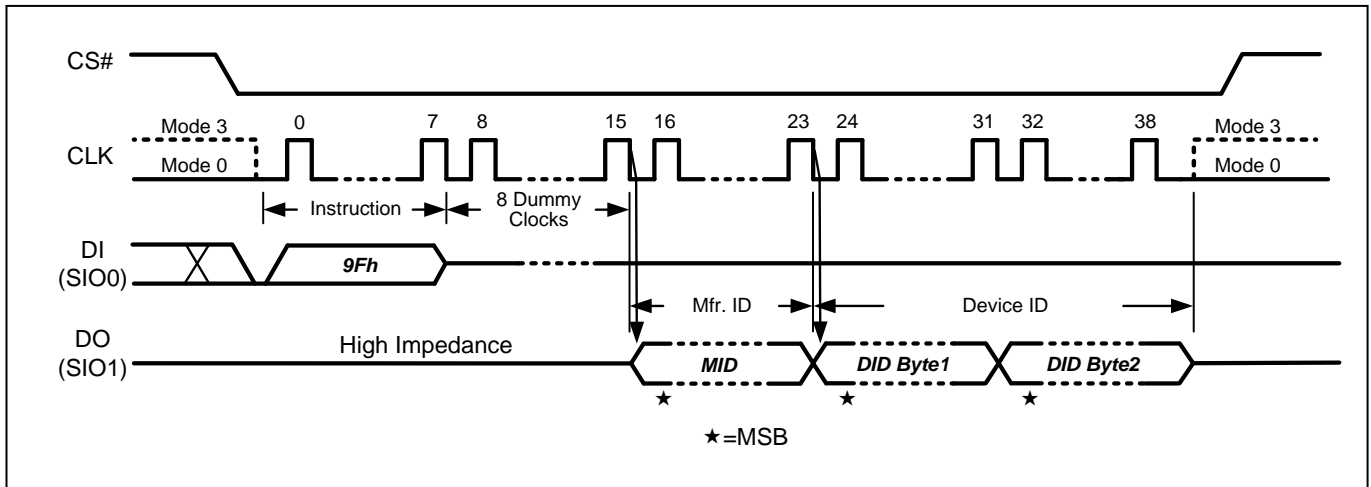 CS#
0 7 8 15 16 23 24 31 32 38
Mode 3 Mode 3
CLK
Mode 0 Mode 0
Instruction 8 Dummy
Clocks
DI
(SIO0)
9Fh
Mfr. ID Device ID
DO
(SIO1)
High Impedance
MID DID Byte1 DID Byte2
★ ★ ★
★=MSB